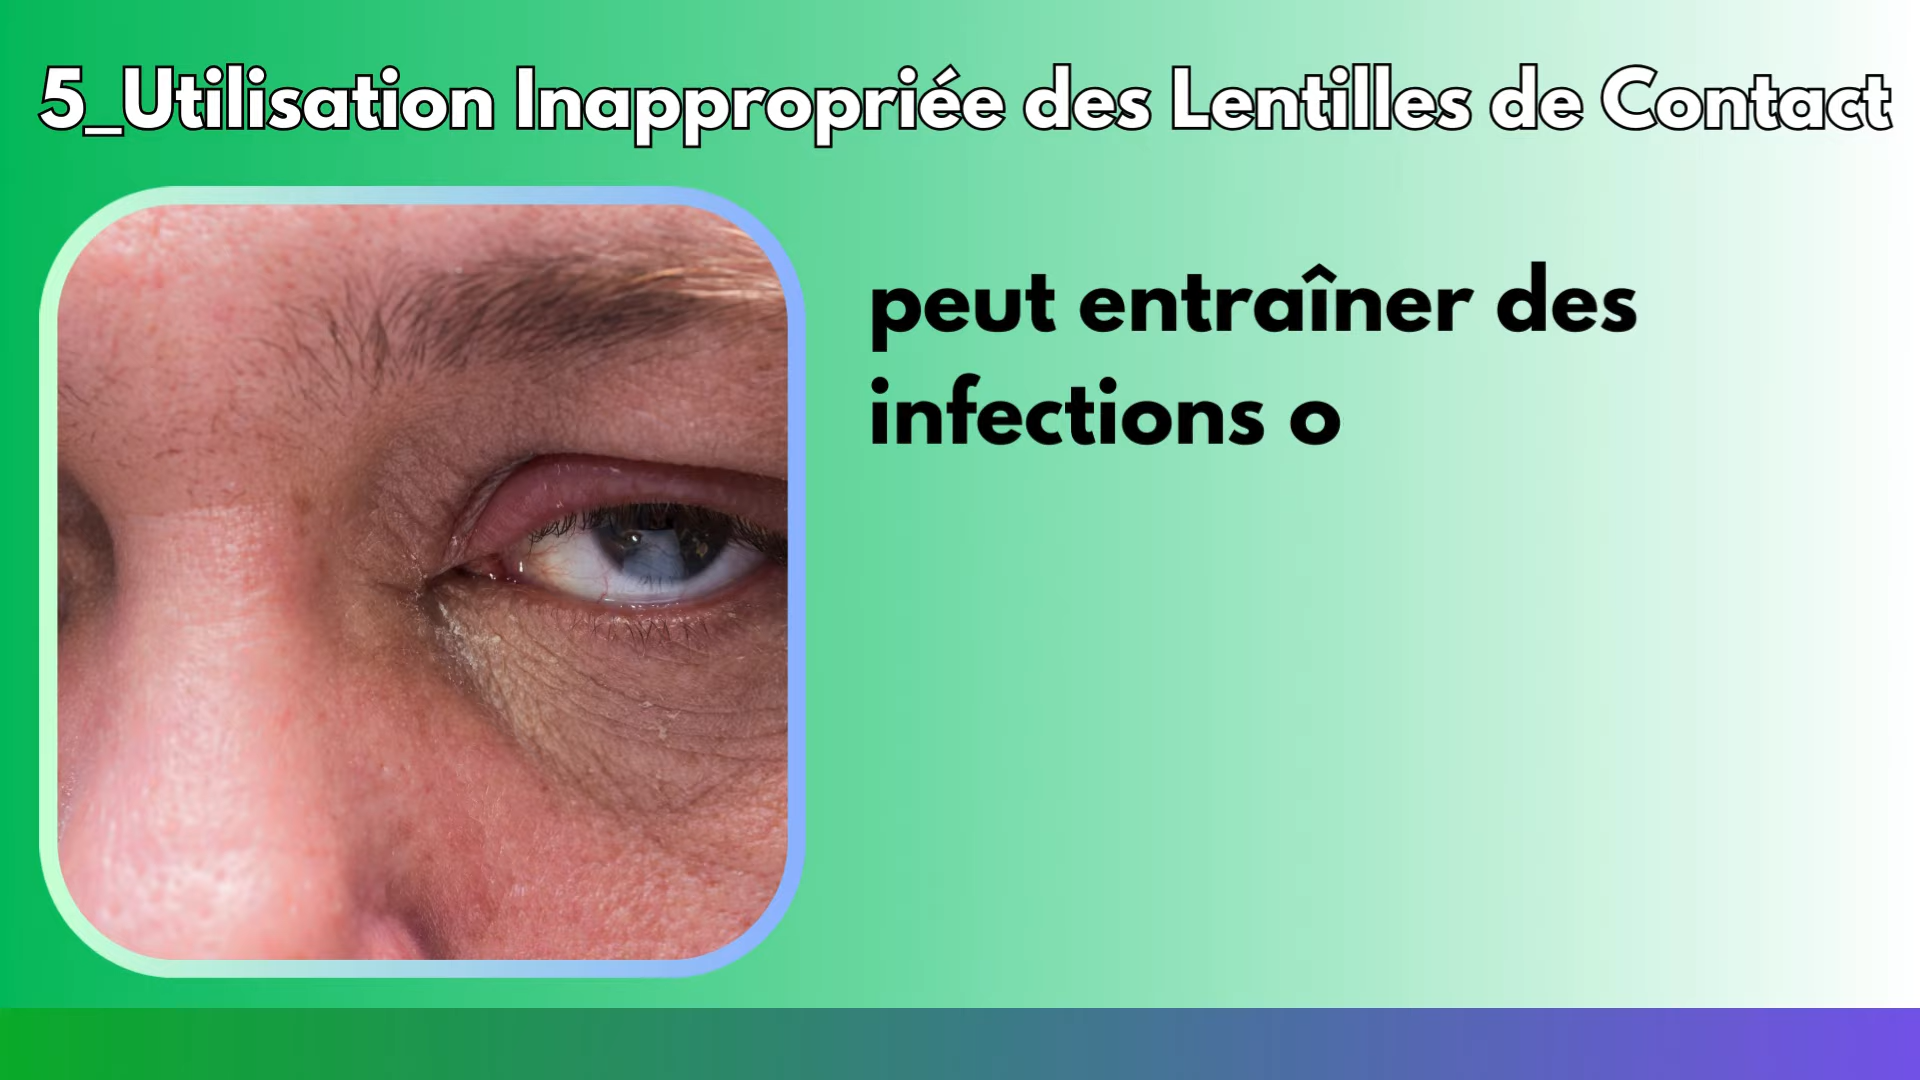 5_Utilisation Inappropriée des Lentilles de Contact
peut entraîner des
infections o